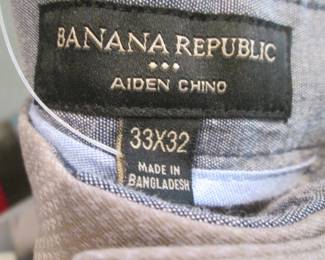 BANANA REPUBLIC
AIDEN CHINO
33X32
MADE IN
BANGLADESH